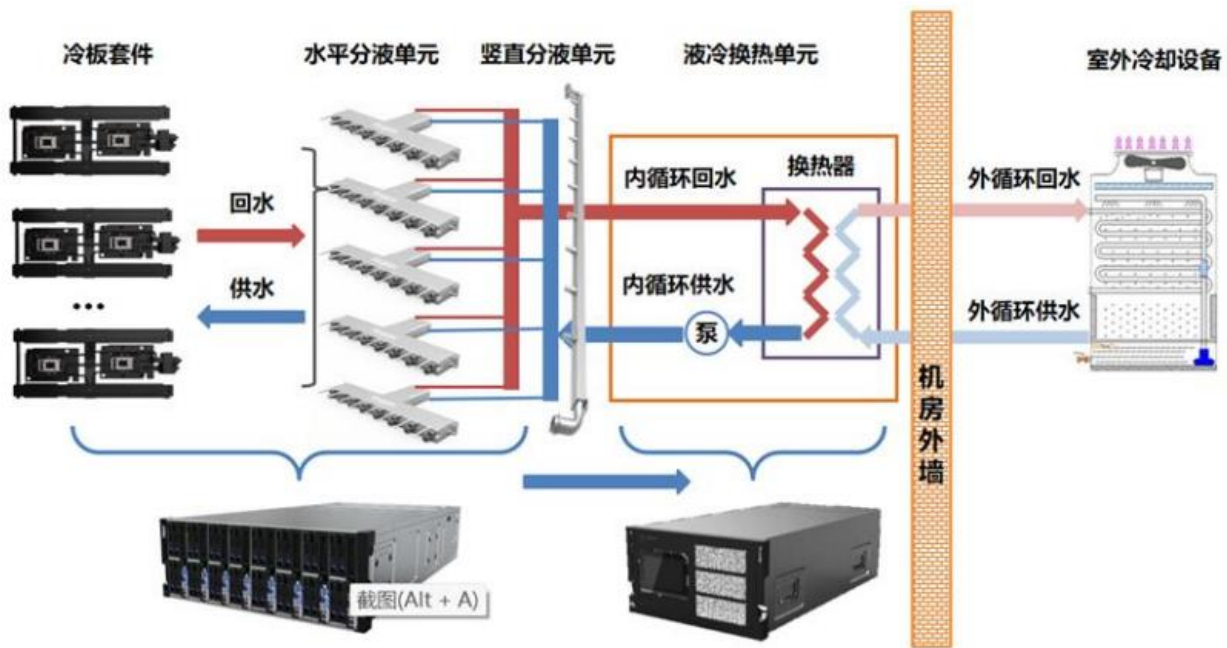 冷板套件
水平分液单元
竖直分液单元
液冷换热单元
室外冷却设备
回水
供水
•••
内循环回水
换热器
内循环供水
泵
外循环回水
外循环供水
机房外墙
截图(Alt + A)